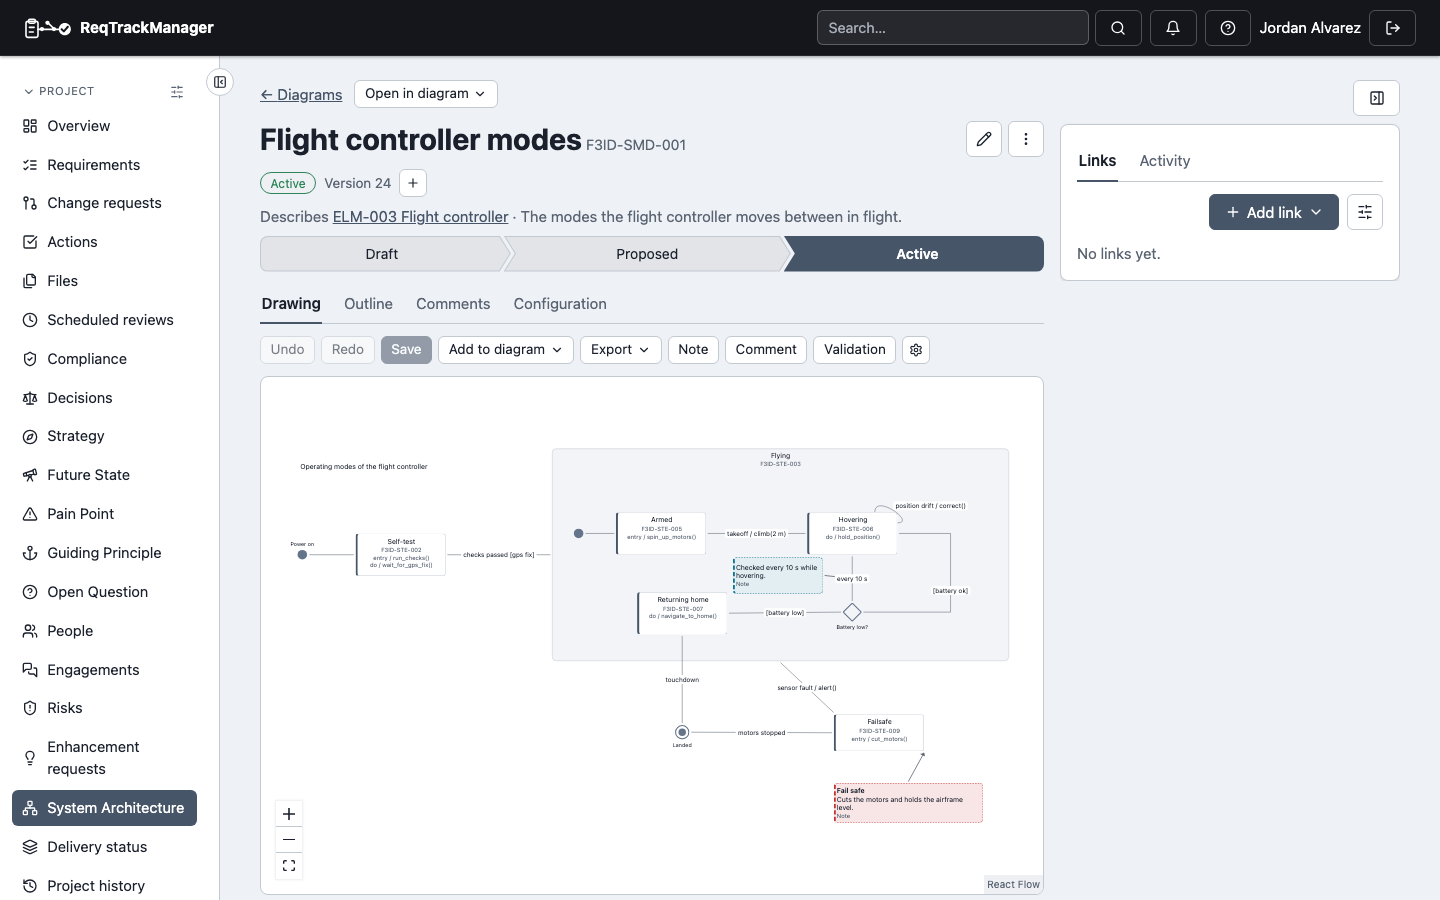 ReqTrackManager
Search...
Jordan Alvarez
PROJECT
Overview
Requirements
Change requests
Actions
Files
Scheduled reviews
Compliance
Decisions
Strategy
Future State
Pain Point
Guiding Principle
Open Question
People
Engagements
Risks
Enhancement
requests
System Architecture
Delivery status
Project history
← Diagrams
Open in diagram
Flight controller modes F3ID-SMD-001
Active
Version 24
Describes ELM-003 Flight controller · The modes the flight controller moves between in flight.
Draft
Proposed
Active
Drawing
Outline
Comments
Configuration
Undo
Redo
Save
Add to diagram
Export
Note
Comment
Validation
Operating modes of the flight controller
Power on
Self-test
F3ID-STE-002
entry / run_checks()
do / wait_for_gps_fix()
checks passed [gps fix]
Flying
F3ID-STE-003
Armed
F3ID-STE-005
entry / spin_up_motors()
takeoff / climb(2 m)
Hovering
F3ID-STE-006
do / hold_position()
position drift / correct()
Checked every 10 s while
hovering.
Note
every 10 s
[battery ok]
Returning home
F3ID-STE-007
do / navigate_to_home()
[battery low]
Battery low?
touchdown
sensor fault / alert()
Landed
motors stopped
Failsafe
F3ID-STE-009
entry / cut_motors()
Fail safe
Cuts the motors and holds the airframe
level.
Note
React Flow
Links
Activity
Add link
No links yet.